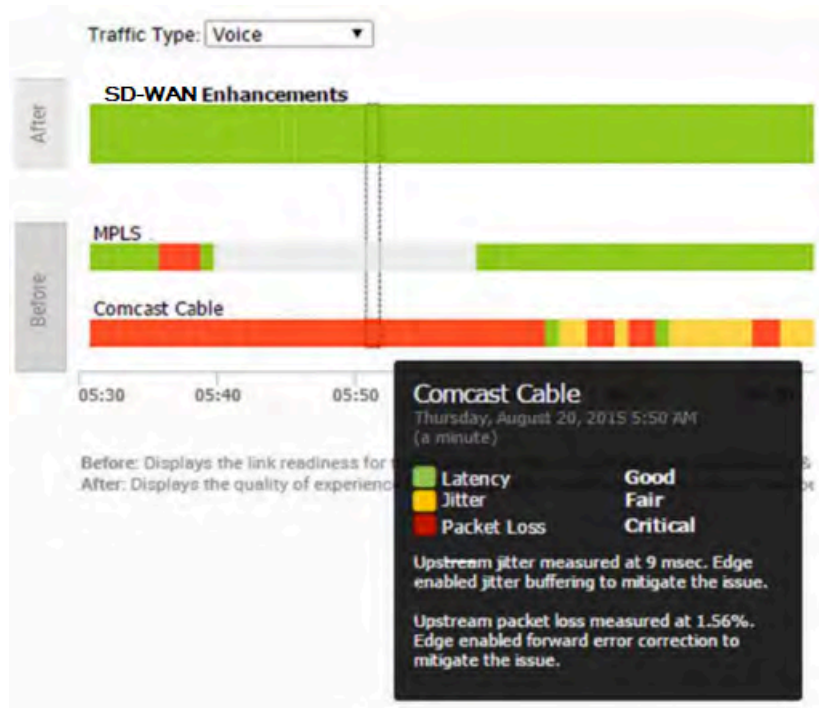 Traffic Type: Voice
SD-WAN Enhancements
After
MPLS
Before
Comcast Cable
05:30 05:40 05:50
Comcast Cable
Thursday, August 20, 2015 5:50 AM
(a minute)
Before: Displays the link readiness for
After: Displays the quality of experience
Latency Good
Jitter Fair
Packet Loss Critical
Upstream jitter measured at 9 msec. Edge
enabled jitter buffering to mitigate the issue.
Upstream packet loss measured at 1.56%.
Edge enabled forward error correction to
mitigate the issue.